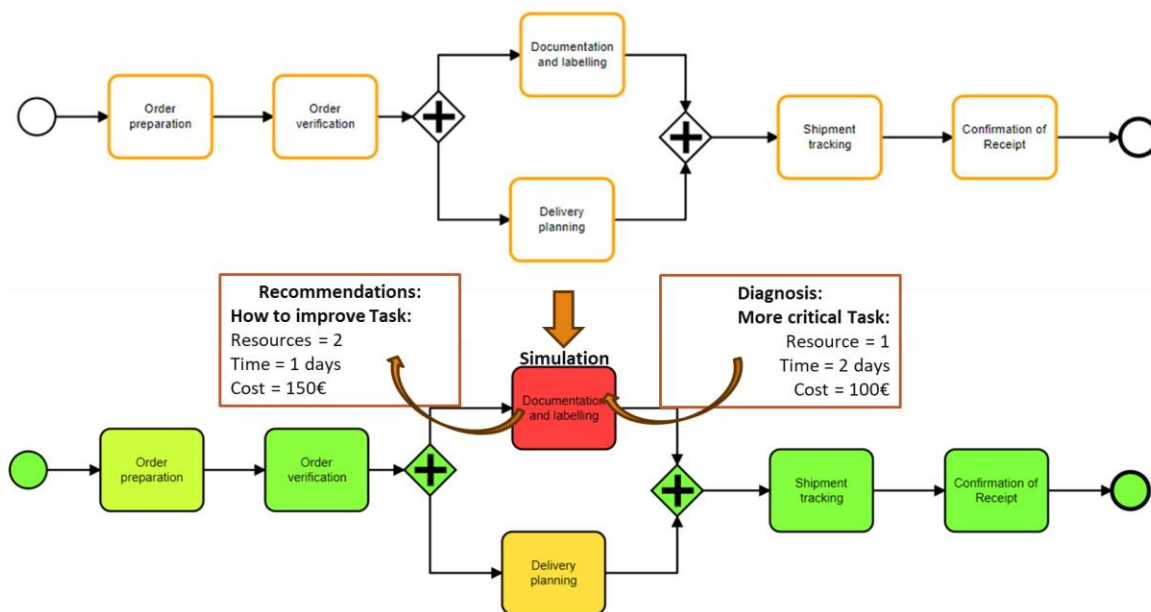 Documentation
and labelling
Order
preparation
Order
verification
Shipment
tracking
Confirmation of
Receipt
Delivery
planning
Recommendations:
How to improve Task:
Resources = 2
Time = 1 days
Cost = 150€
Diagnosis:
More critical Task:
Resource = 1
Time = 2 days
Cost = 100€
Simulation
Documentation
and labelling
Order
preparation
Order
verification
Shipment
tracking
Confirmation of
Receipt
Delivery
planning